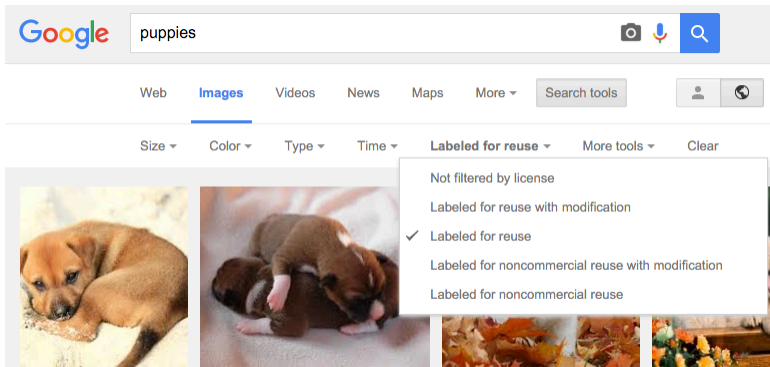 Google puppies
Web Images Videos News Maps More Search tools
Size Color Type Time Labeled for reuse More tools Clear
Not filtered by license
Labeled for reuse with modification
Labeled for reuse
Labeled for noncommercial reuse with modification
Labeled for noncommercial reuse